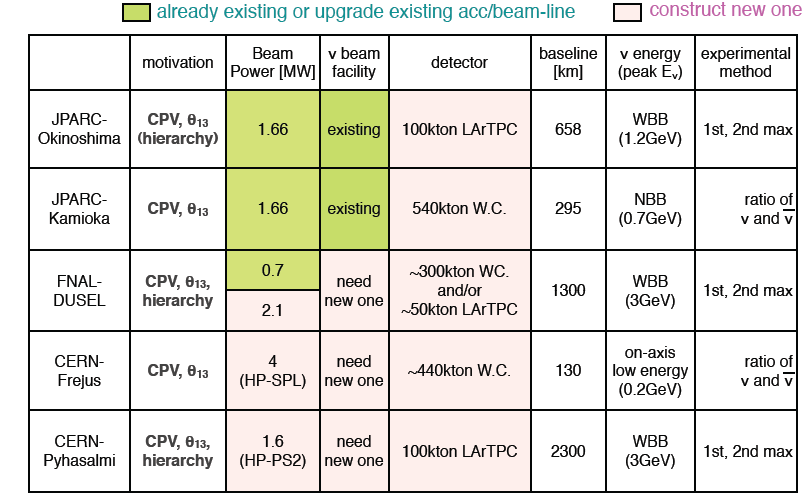 already existing or upgrade existing acc/beam-line
construct new one
motivation
Beam
Power [MW]
ν beam
facility
detector
baseline
[km]
ν energy
(peak Eν)
experimental
method
JPARC-
Okinoshima
CPV, θ13
(hierarchy)
1.66
existing
100kton LArTPC
658
WBB
(1.2GeV)
1st, 2nd max
JPARC-
Kamioka
CPV, θ13
1.66
existing
540kton W.C.
295
NBB
(0.7GeV)
ratio of
ν and ν̅
FNAL-
DUSEL
CPV, θ13,
hierarchy
0.7
2.1
need
new one
~300kton WC.
and/or
~50kton LArTPC
1300
WBB
(3GeV)
1st, 2nd max
CERN-
Frejus
CPV, θ13
4
(HP-SPL)
need
new one
~440kton W.C.
130
on-axis
low energy
(0.2GeV)
ratio of
ν and ν̅
CERN-
Pyhasalmi
CPV, θ13,
hierarchy
1.6
(HP-PS2)
need
new one
100kton LArTPC
2300
WBB
(3GeV)
1st, 2nd max